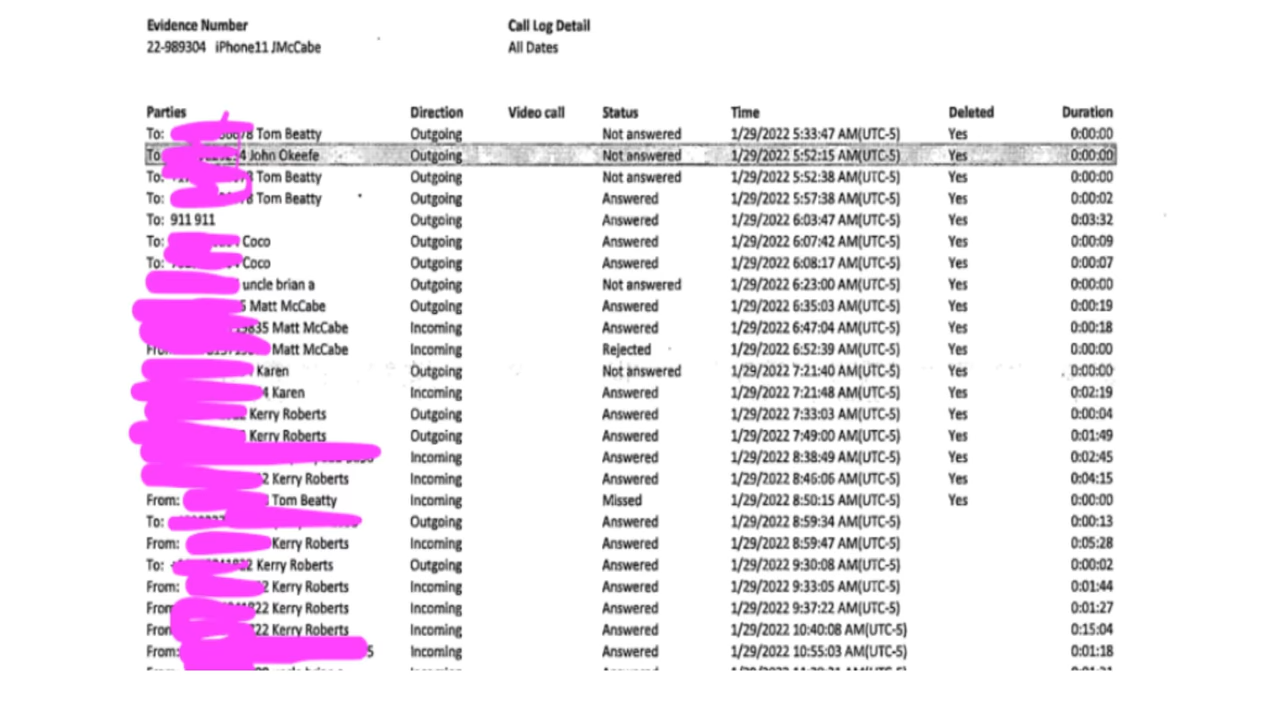 Evidence Number Call Log Detail
22-989304 iPhone11 JMcCabe All Dates
Parties Direction Video call Status Time Deleted Duration
To: Tom Beatty Outgoing Not answered 1/29/2022 5:33:47 AM(UTC-5) Yes 0:00:00
To John Okeefe Outgoing Not answered 1/29/2022 5:52:15 AM(UTC-5) Yes 0:00:00
To: Tom Beatty Outgoing Not answered 1/29/2022 5:52:38 AM(UTC-5) Yes 0:00:00
To: Tom Beatty Outgoing Answered 1/29/2022 5:57:38 AM(UTC-5) Yes 0:00:02
To: 911 911 Outgoing Answered 1/29/2022 6:03:47 AM(UTC-5) Yes 0:03:32
To: Coco Outgoing Answered 1/29/2022 6:07:42 AM(UTC-5) Yes 0:00:09
To: Coco Outgoing Answered 1/29/2022 6:08:17 AM(UTC-5) Yes 0:00:07
uncle brian a Outgoing Not answered 1/29/2022 6:23:00 AM(UTC-5) Yes 0:00:00
Matt McCabe Outgoing Answered 1/29/2022 6:35:03 AM(UTC-5) Yes 0:00:19
Matt McCabe Incoming Answered 1/29/2022 6:47:04 AM(UTC-5) Yes 0:00:18
Matt McCabe Incoming Rejected 1/29/2022 6:52:39 AM(UTC-5) Yes 0:00:00
Karen Outgoing Not answered 1/29/2022 7:21:40 AM(UTC-5) Yes 0:00:00
Karen Incoming Answered 1/29/2022 7:21:48 AM(UTC-5) Yes 0:02:19
Kerry Roberts Outgoing Answered 1/29/2022 7:33:03 AM(UTC-5) Yes 0:00:04
Kerry Roberts Outgoing Answered 1/29/2022 7:49:00 AM(UTC-5) Yes 0:01:49
Incoming Answered 1/29/2022 8:38:49 AM(UTC-5) Yes 0:02:45
Kerry Roberts Incoming Answered 1/29/2022 8:46:06 AM(UTC-5) Yes 0:04:15
From: Tom Beatty Incoming Missed 1/29/2022 8:50:15 AM(UTC-5) Yes 0:00:00
To: Outgoing Answered 1/29/2022 8:59:34 AM(UTC-5) 0:00:13
From: Kerry Roberts Incoming Answered 1/29/2022 8:59:47 AM(UTC-5) 0:05:28
To: Kerry Roberts Outgoing Answered 1/29/2022 9:30:08 AM(UTC-5) 0:00:02
From: Kerry Roberts Incoming Answered 1/29/2022 9:33:05 AM(UTC-5) 0:01:44
From Kerry Roberts Incoming Answered 1/29/2022 9:37:22 AM(UTC-5) 0:01:27
From Kerry Roberts Incoming Answered 1/29/2022 10:40:08 AM(UTC-5) 0:15:04
From: Incoming Answered 1/29/2022 10:55:03 AM(UTC-5) 0:01:18